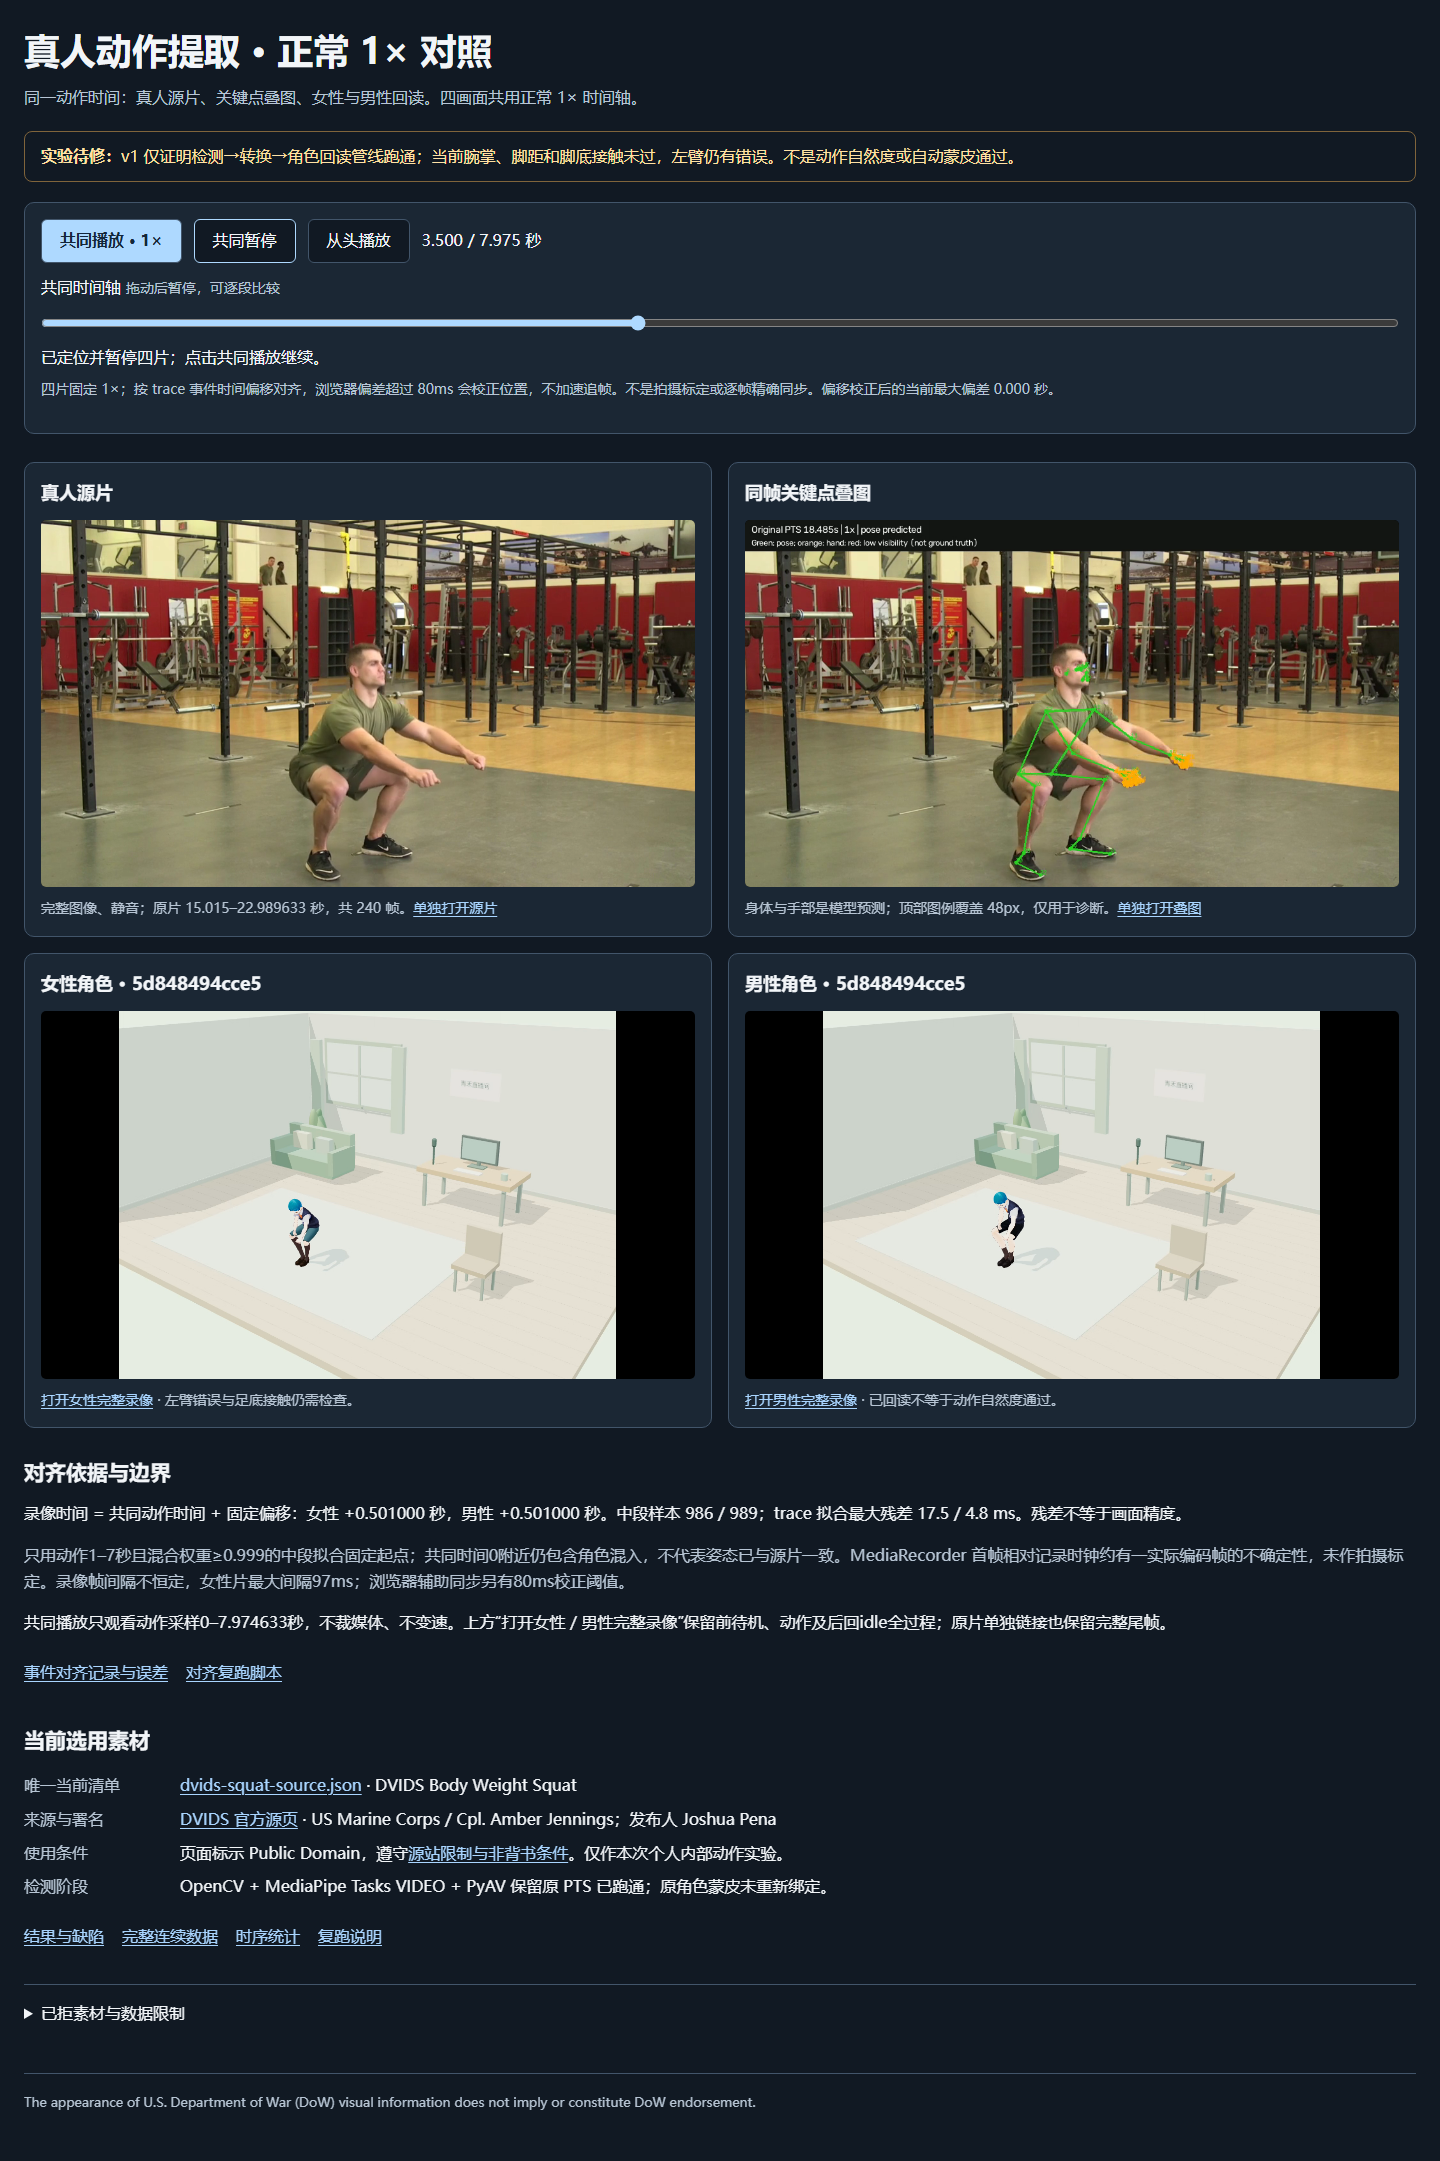 真人动作提取 • 正常 1× 对照
同一动作时间：真人源片、关键点叠图、女性与男性回读。四画面共用正常 1× 时间轴。
实验待修：v1 仅证明检测→转换→角色回读管线跑通；当前腕掌、脚距和脚底接触未过，左臂仍有错误。不是动作自然度或自动蒙皮通过。
共同播放 • 1×
共同暂停
从头播放
3.500 / 7.975 秒
共同时间轴 拖动后暂停，可逐段比较
已定位并暂停四片；点击共同播放继续。
四片固定 1×；按 trace 事件时间偏移对齐，浏览器偏差超过 80ms 会校正位置，不加速追帧。不是拍摄标定或逐帧精确同步。偏移校正后的当前最大偏差 0.000 秒。
真人源片
完整图像、静音；原片 15.015–22.989633 秒，共 240 帧。单独打开源片
同帧关键点叠图
Original PTS 18.485s | 1x | pose predicted
Green: pose; orange: hand; red: low visibility (not ground truth)
身体与手部是模型预测；顶部图例覆盖 48px，仅用于诊断。单独打开叠图
女性角色 • 5d848494cce5
打开女性完整录像 · 左臂错误与足底接触仍需检查。
男性角色 • 5d848494cce5
打开男性完整录像 · 已回读不等于动作自然度通过。
对齐依据与边界
录像时间 = 共同动作时间 + 固定偏移：女性 +0.501000 秒，男性 +0.501000 秒。中段样本 986 / 989；trace 拟合最大残差 17.5 / 4.8 ms。残差不等于画面精度。
只用动作1–7秒且混合权重≥0.999的中段拟合固定起点；共同时间0附近仍包含角色混入，不代表姿态已与源片一致。MediaRecorder 首帧相对记录时钟约有一实际编码帧的不确定性，未作拍摄标
定。录像帧间隔不恒定，女性片最大间隔97ms；浏览器辅助同步另有80ms校正阈值。
共同播放只观看动作采样0–7.974633秒，不裁媒体、不变速。上方“打开女性 / 男性完整录像”保留前待机、动作及后回idle全过程；原片单独链接也保留完整尾帧。
事件对齐记录与误差 对齐复跑脚本
当前选用素材
唯一当前清单 dvids-squat-source.json · DVIDS Body Weight Squat
来源与署名 DVIDS 官方源页 · US Marine Corps / Cpl. Amber Jennings；发布人 Joshua Pena
使用条件 页面标示 Public Domain，遵守源站限制与非背书条件。仅作本次个人内部动作实验。
检测阶段 OpenCV + MediaPipe Tasks VIDEO + PyAV 保留原 PTS 已跑通；原角色蒙皮未重新绑定。
结果与缺陷 完整连续数据 时序统计 复跑说明
▶ 已拒素材与数据限制
The appearance of U.S. Department of War (DoW) visual information does not imply or constitute DoW endorsement.